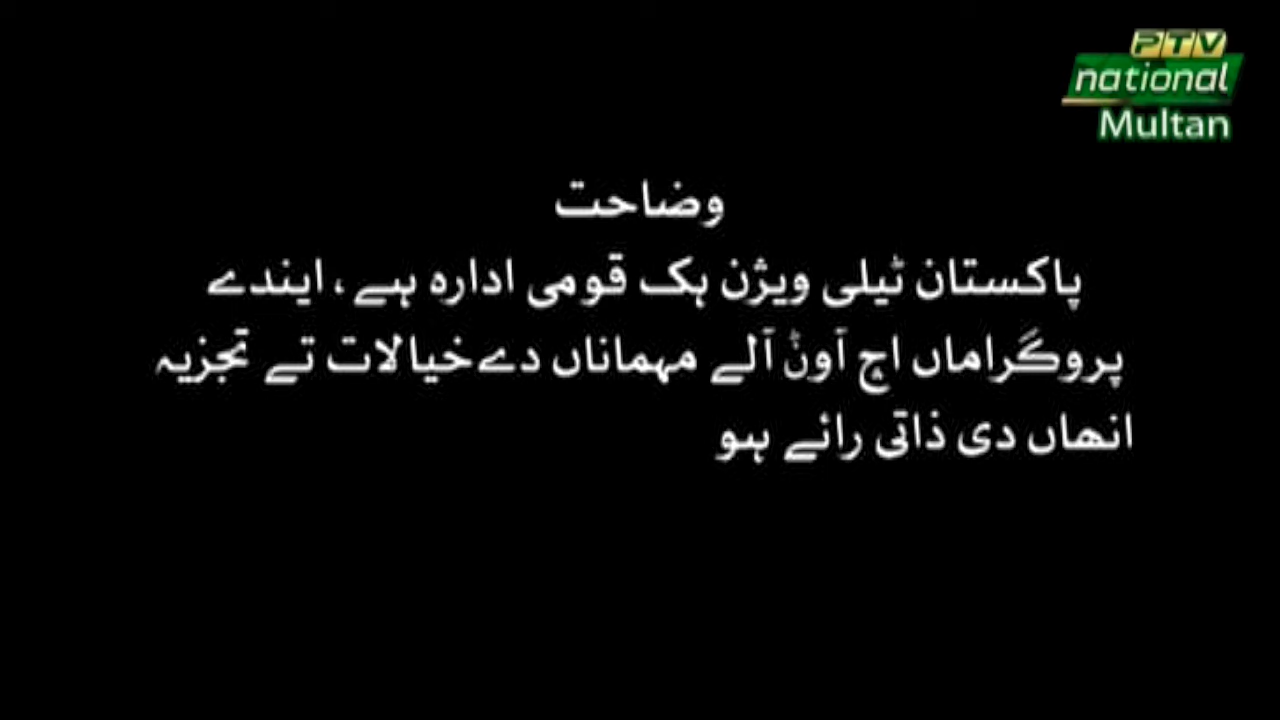 PTV
national
Multan
وضاحت
پاکستان ٹیلی ویژن ہک قومی ادارہ ہے ، ایندے
پروگراماں اڄ آوݨ آلے مہماناں دے خیالات تے تجزیہ
انھاں دی ذاتی رائے ہو